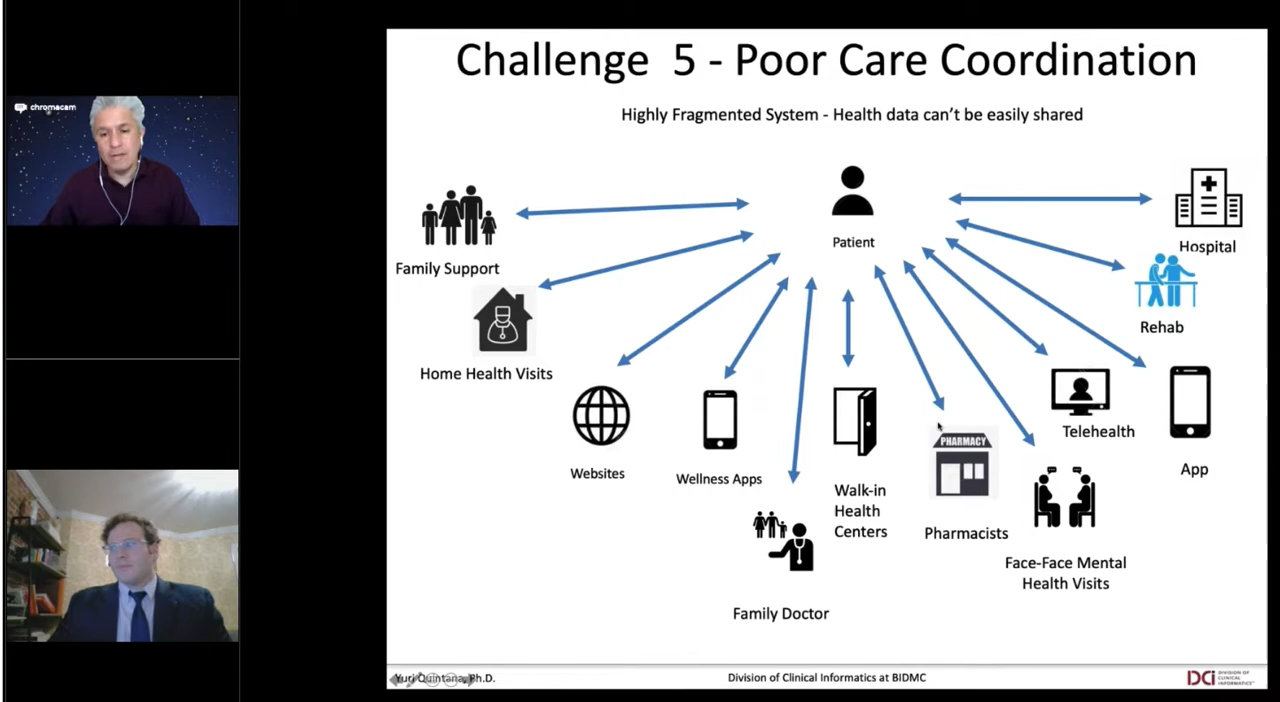 chromacam
Challenge 5 - Poor Care Coordination
Highly Fragmented System - Health data can't be easily shared
Patient
Family Support
Hospital
Home Health Visits
Rehab
Websites
Wellness Apps
Walk-in
Health
Centers
PHARMACY
Pharmacists
Telehealth
App
Face-Face Mental
Health Visits
Family Doctor
Yuri Quintana, Ph.D.
Division of Clinical Informatics at BIDMC
DCi
DIVISION OF
CLINICAL
INFORMATICS